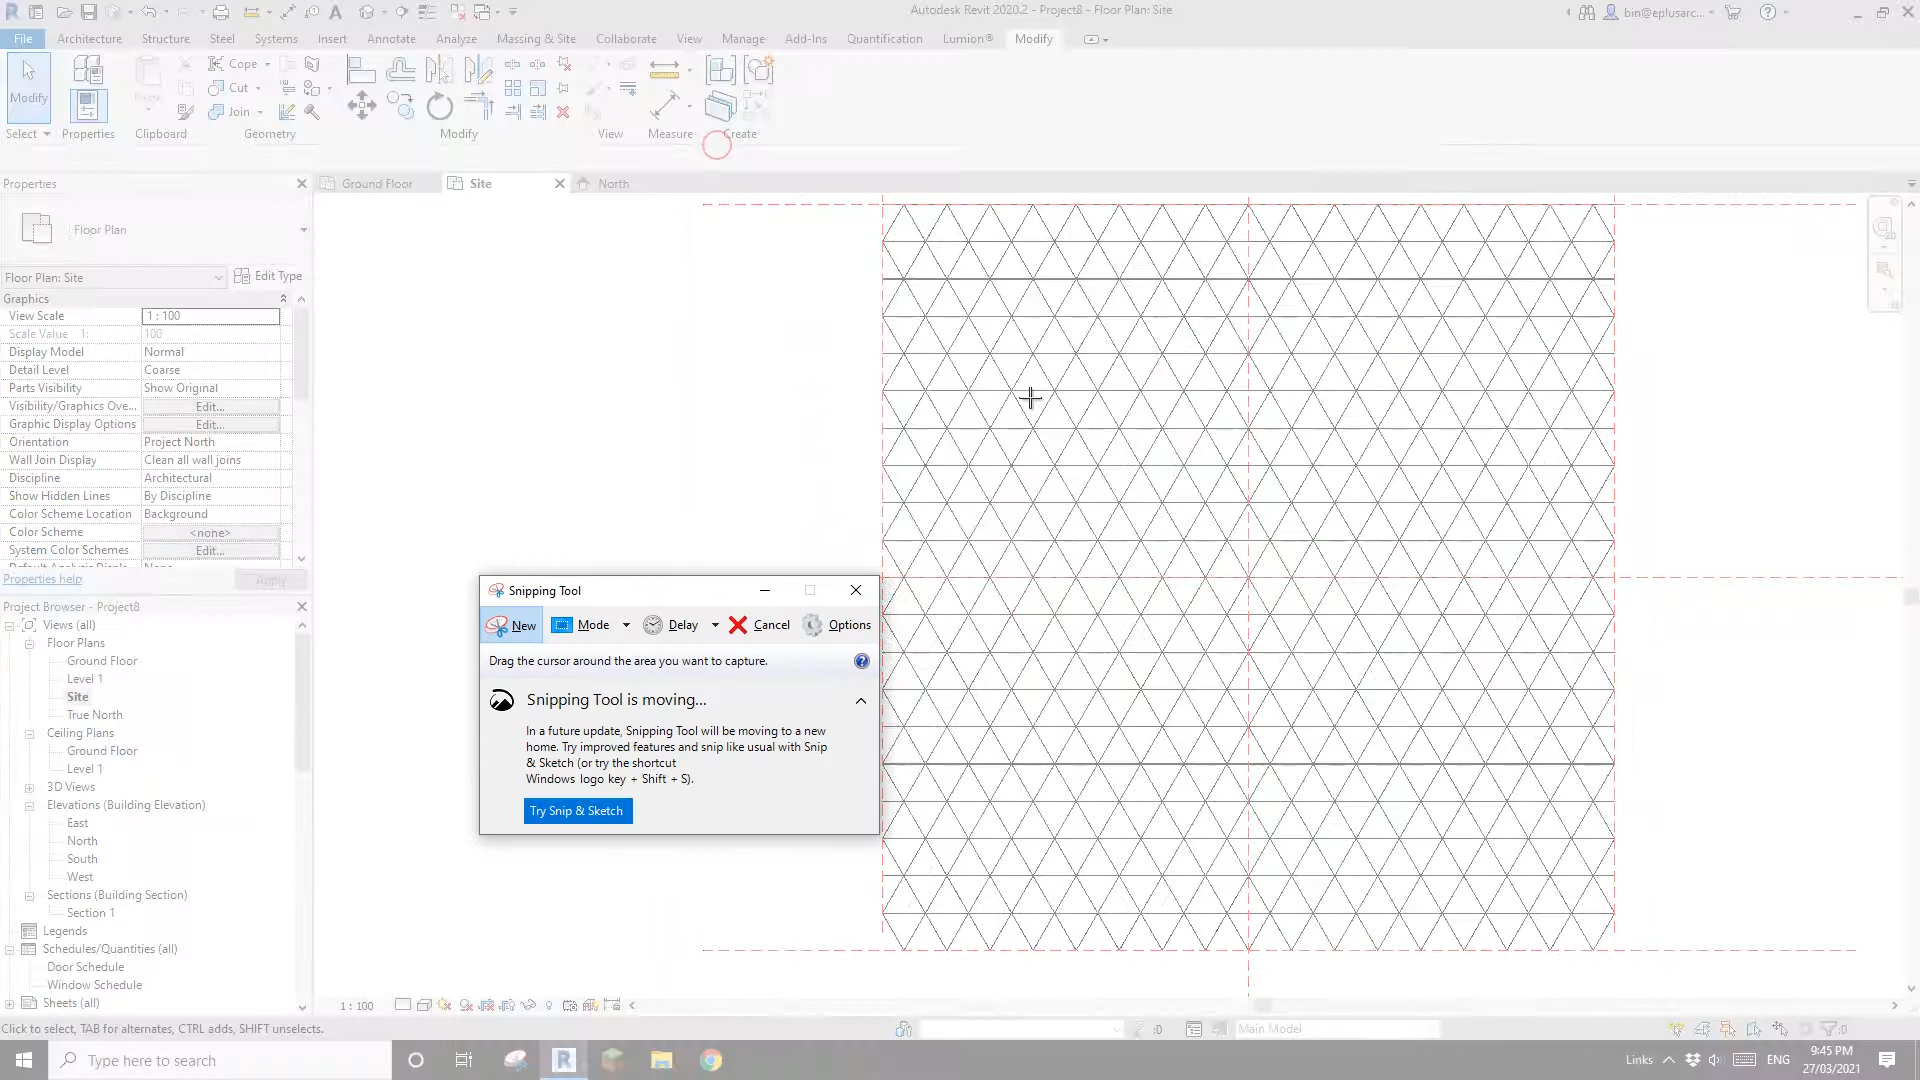 Autodesk Revit 2020.2 - Project8 - Floor Plan: Site
bin@eplusarc...
File Architecture Structure Steel Systems Insert Annotate Analyze Massing & Site Collaborate View Manage Add-Ins Quantification Lumion® Modify
Modify
Cope
Cut
Join
Select Properties Clipboard Geometry Modify View Measure Create
Properties
Ground Floor
Site
North
Floor Plan
Floor Plan: Site
Edit Type
Graphics
View Scale 1 : 100
Scale Value 1: 100
Display Model Normal
Detail Level Coarse
Parts Visibility Show Original
Visibility/Graphics Ove... Edit...
Graphic Display Options Edit...
Orientation Project North
Wall Join Display Clean all wall joins
Discipline Architectural
Show Hidden Lines By Discipline
Color Scheme Location Background
Color Scheme <none>
System Color Schemes Edit...
Properties help
Apply
Project Browser - Project8
Views (all)
Floor Plans
Ground Floor
Level 1
Site
True North
Ceiling Plans
Ground Floor
Level 1
3D Views
Elevations (Building Elevation)
East
North
South
West
Sections (Building Section)
Section 1
Legends
Schedules/Quantities (all)
Door Schedule
Window Schedule
Sheets (all)
Snipping Tool
New Mode Delay Cancel Options
Drag the cursor around the area you want to capture.
Snipping Tool is moving...
In a future update, Snipping Tool will be moving to a new
home. Try improved features and snip like usual with Snip
& Sketch (or try the shortcut
Windows logo key + Shift + S).
Try Snip & Sketch
1 : 100
Click to select, TAB for alternates, CTRL adds, SHIFT unselects.
:0
Main Model
:0
Type here to search
Links
ENG
9:45 PM
27/03/2021